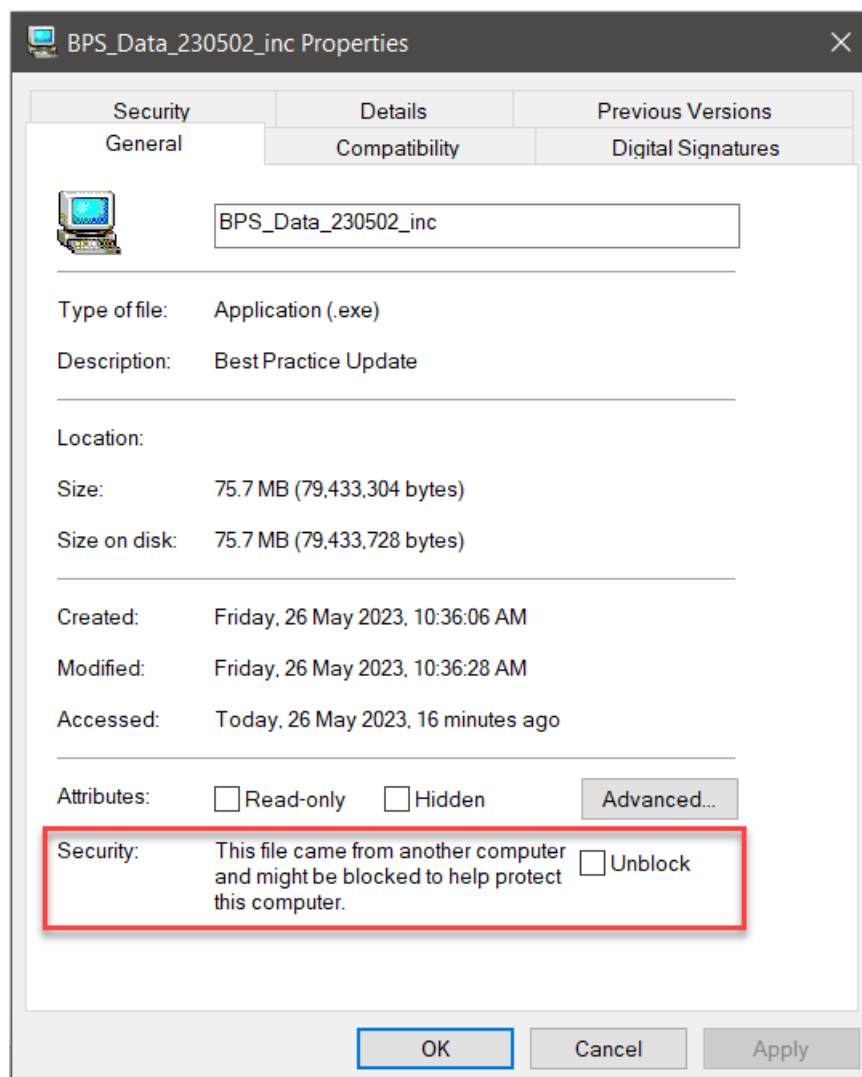 BPS_Data_230502_inc Properties
Security Details Previous Versions
General Compatibility Digital Signatures
BPS_Data_230502_inc
Type of file: Application (.exe)
Description: Best Practice Update
Location:
Size: 75.7 MB (79,433,304 bytes)
Size on disk: 75.7 MB (79,433,728 bytes)
Created: Friday, 26 May 2023, 10:36:06 AM
Modified: Friday, 26 May 2023, 10:36:28 AM
Accessed: Today, 26 May 2023, 16 minutes ago
Attributes: Read-only Hidden Advanced...
Security: This file came from another computer
and might be blocked to help protect
this computer.
Unblock
OK Cancel Apply